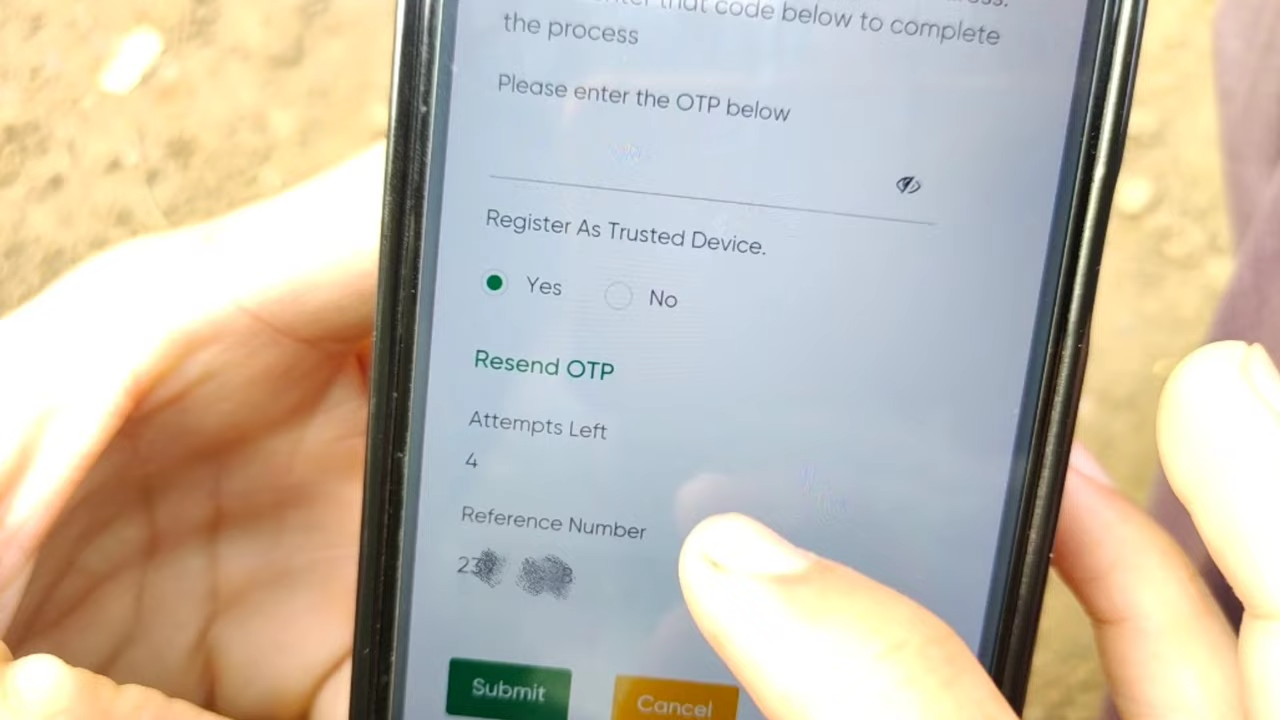 that code below to complete
the process
Please enter the OTP below
Register As Trusted Device.
Yes No
Resend OTP
Attempts Left
4
Reference Number
Submit Cancel